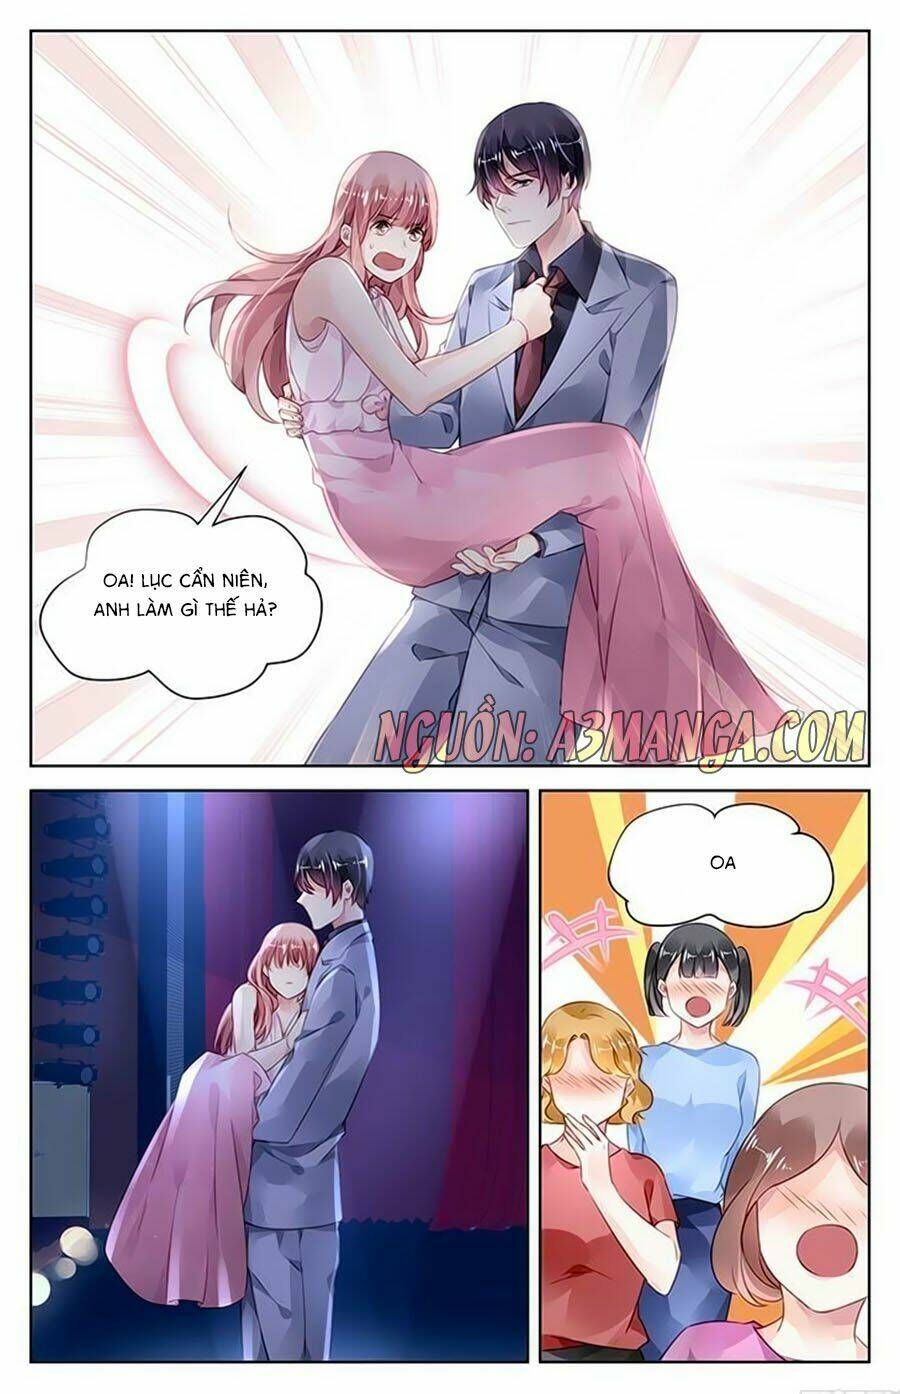 OA! LỤC CẨN NIÊN,
ANH LÀM GÌ THẾ HẢ?
NGUỒN: A3MANGA.COM
OA